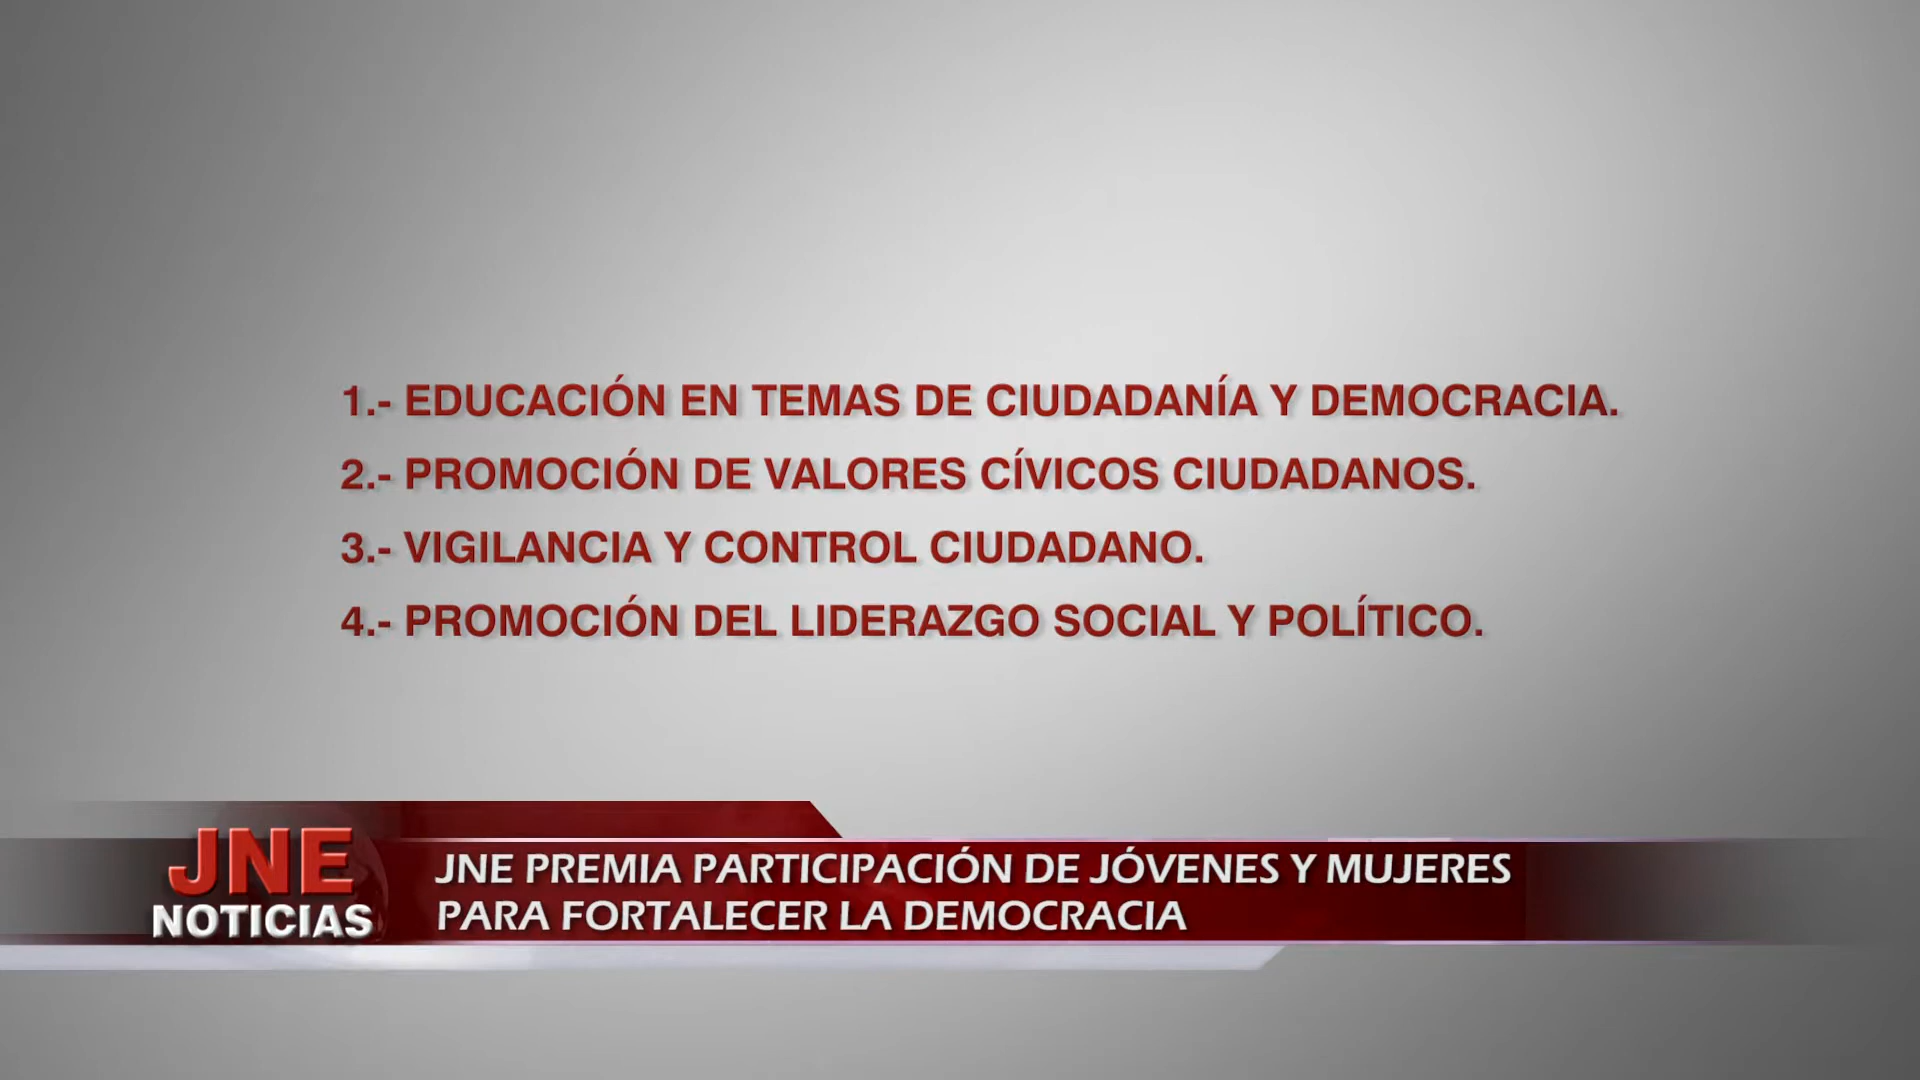 1.- EDUCACIÓN EN TEMAS DE CIUDADANÍA Y DEMOCRACIA.
2.- PROMOCIÓN DE VALORES CÍVICOS CIUDADANOS.
3.- VIGILANCIA Y CONTROL CIUDADANO.
4.- PROMOCIÓN DEL LIDERAZGO SOCIAL Y POLÍTICO.
JNE
NOTICIAS
JNE PREMIA PARTICIPACIÓN DE JÓVENES Y MUJERES
PARA FORTALECER LA DEMOCRACIA